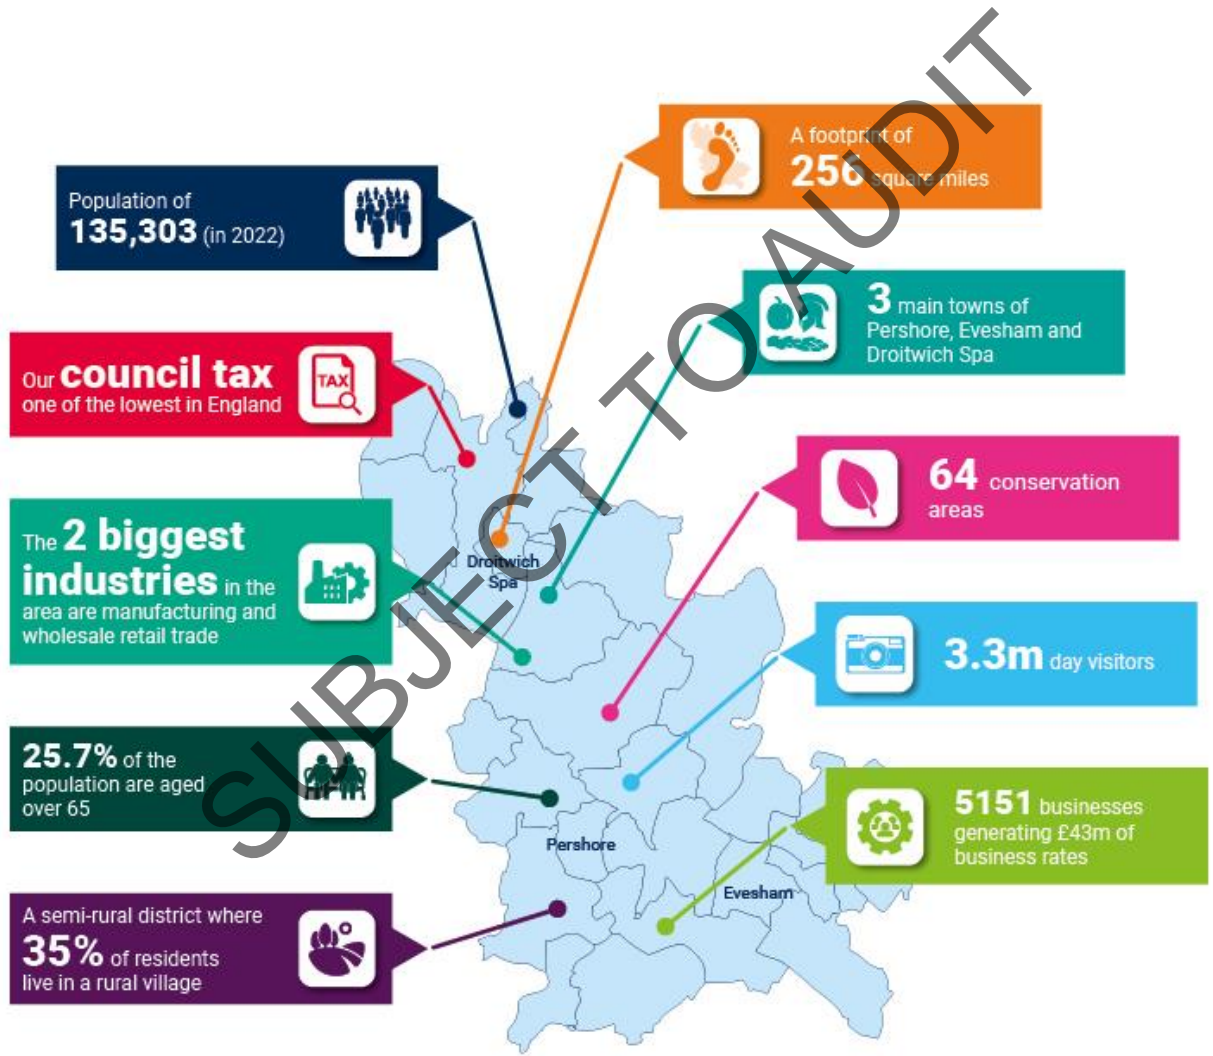 A footprint of
256 square miles
Population of
135,303 (in 2022)
3 main towns of
Pershore, Evesham and
Droitwich Spa
Our council tax
one of the lowest in England
TAX
64 conservation
areas
The 2 biggest
industries in the
area are manufacturing and
wholesale retail trade
Droitwich
Spa
3.3m day visitors
25.7% of the
population are aged
over 65
5151 businesses
generating £43m of
business rates
Pershore
Evesham
A semi-rural district where
35% of residents
live in a rural village
SUBJECT TO AUDIT